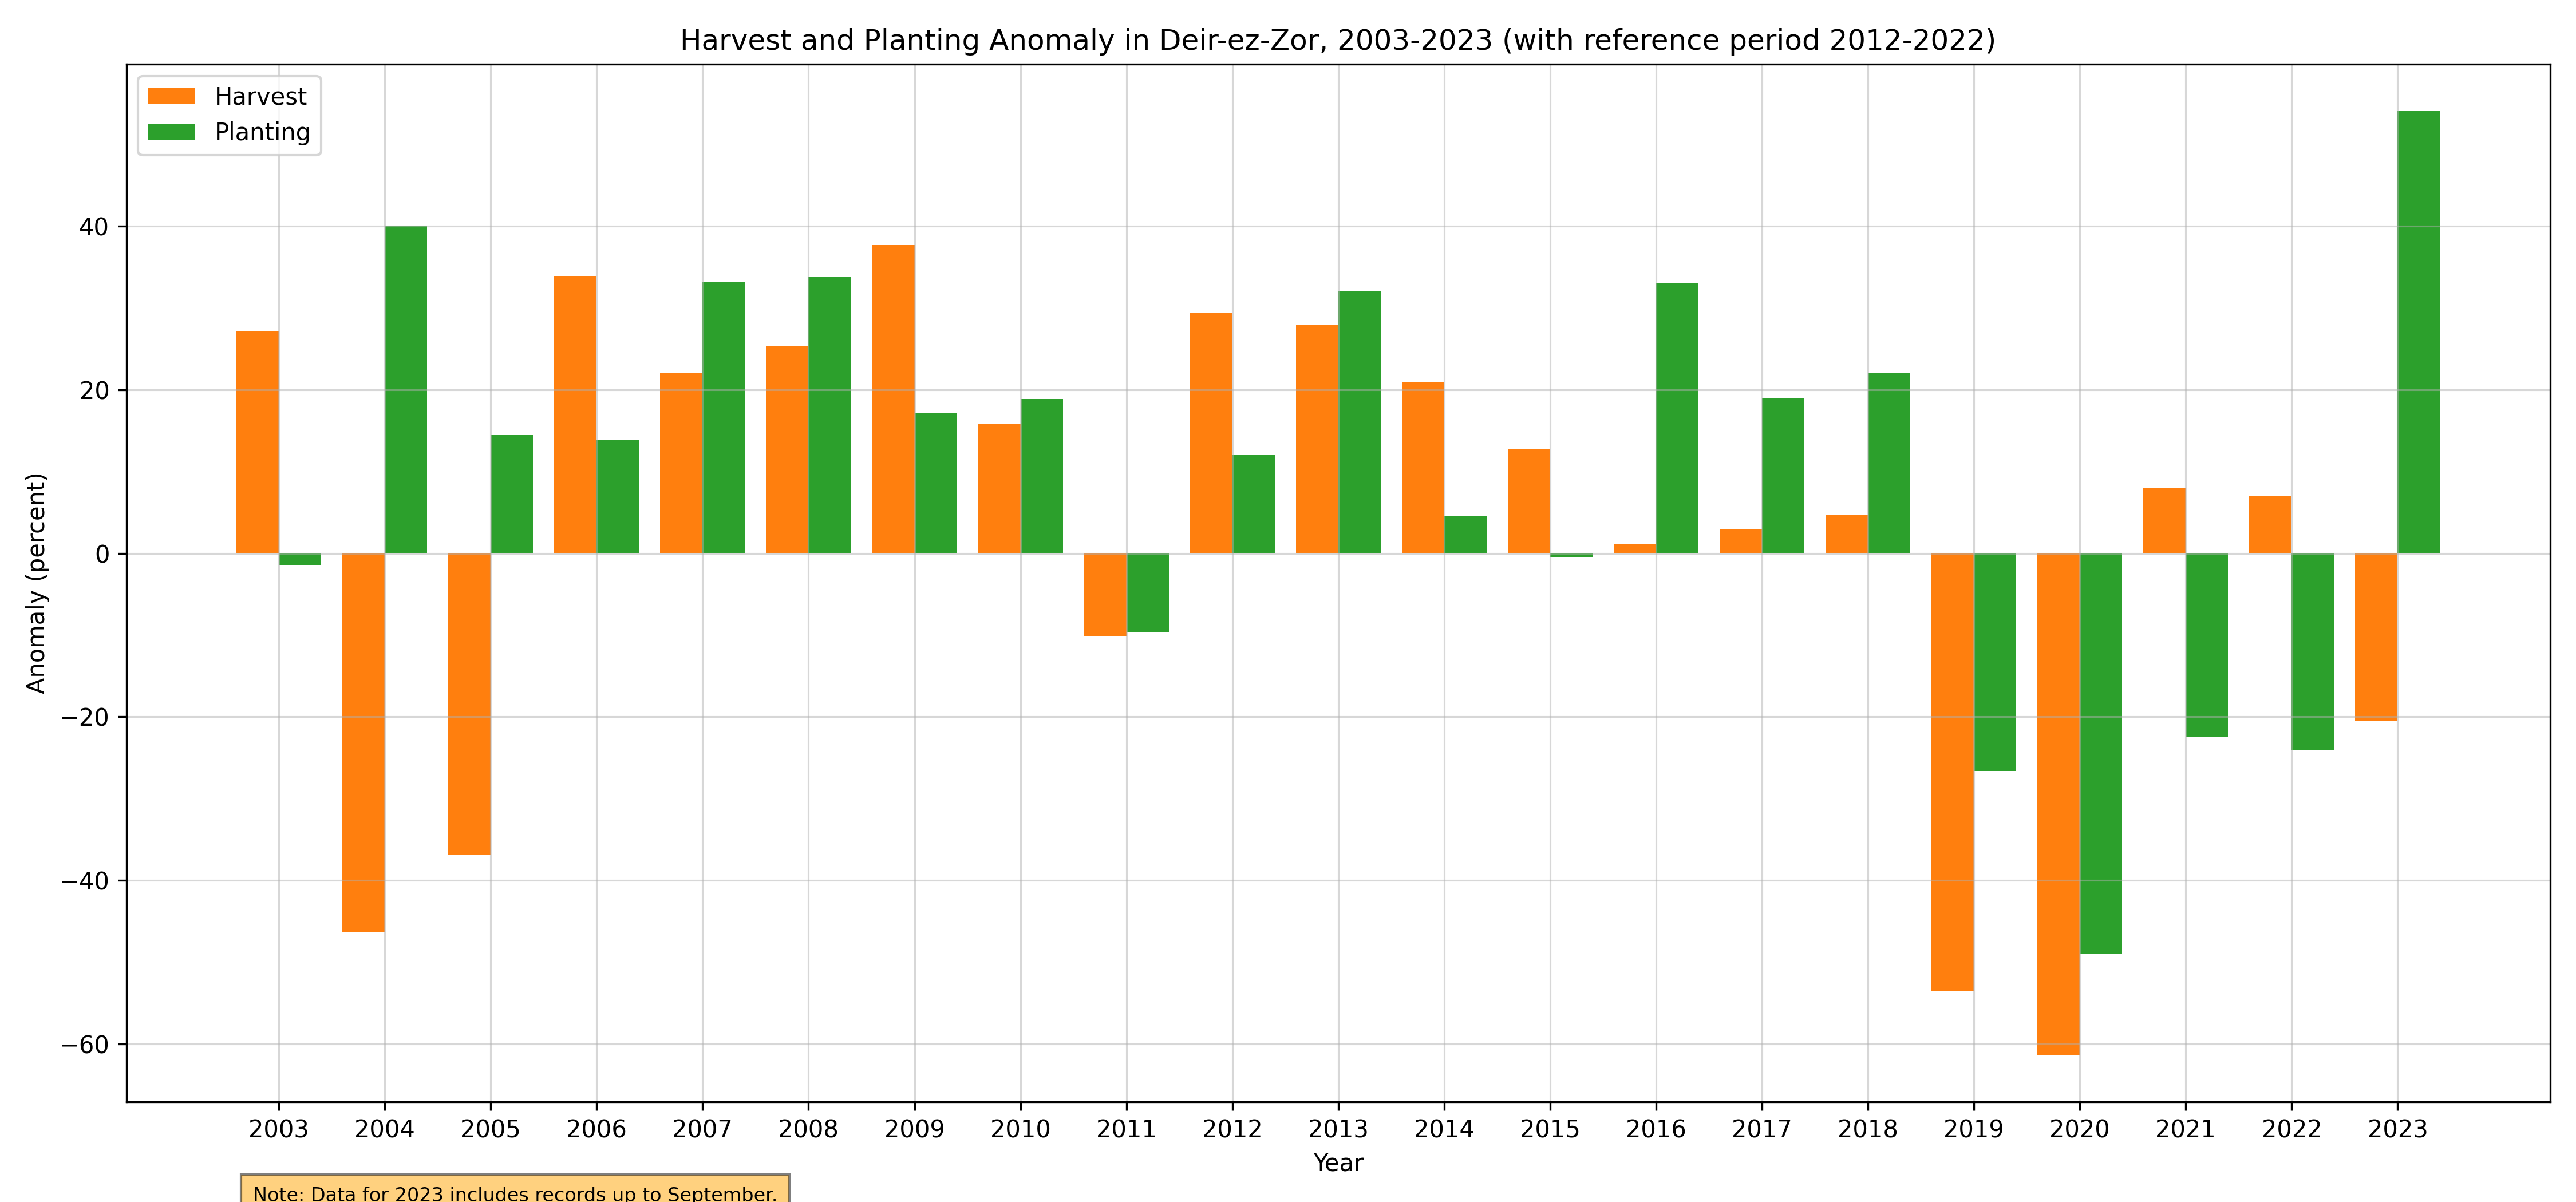 Harvest and Planting Anomaly in Deir-ez-Zor, 2003-2023 (with reference period 2012-2022)
Harvest
Planting
Anomaly (percent)
40
20
0
−20
−40
−60
2003 2004 2005 2006 2007 2008 2009 2010 2011 2012 2013 2014 2015 2016 2017 2018 2019 2020 2021 2022 2023
Year
Note: Data for 2023 includes records up to September.